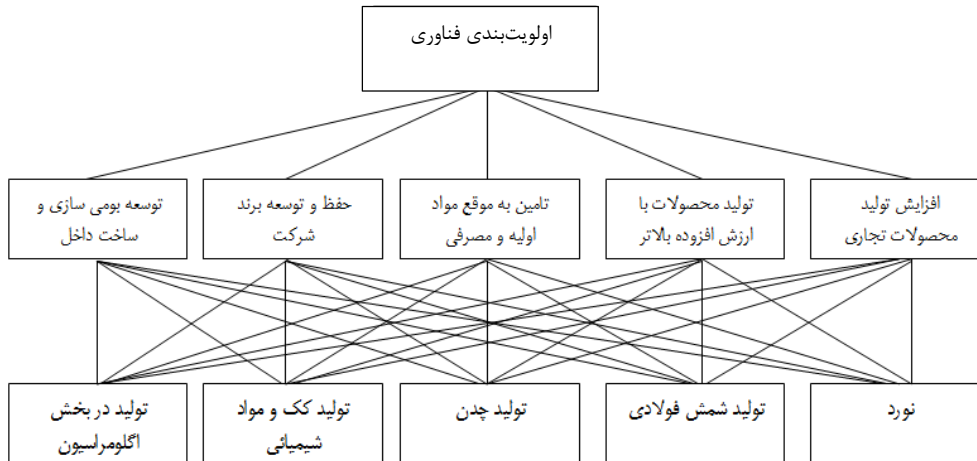 اولویت‌بندی فناوری
افزایش تولید
محصولات تجاری
تولید محصولات با
ارزش افزوده بالاتر
تامین به موقع مواد
اولیه و مصرفی
حفظ و توسعه برند
شرکت
توسعه بومی سازی و
ساخت داخل
نورد
تولید شمش فولادی
تولید چدن
تولید کک و مواد
شیمیائی
تولید در بخش
اگلومراسیون